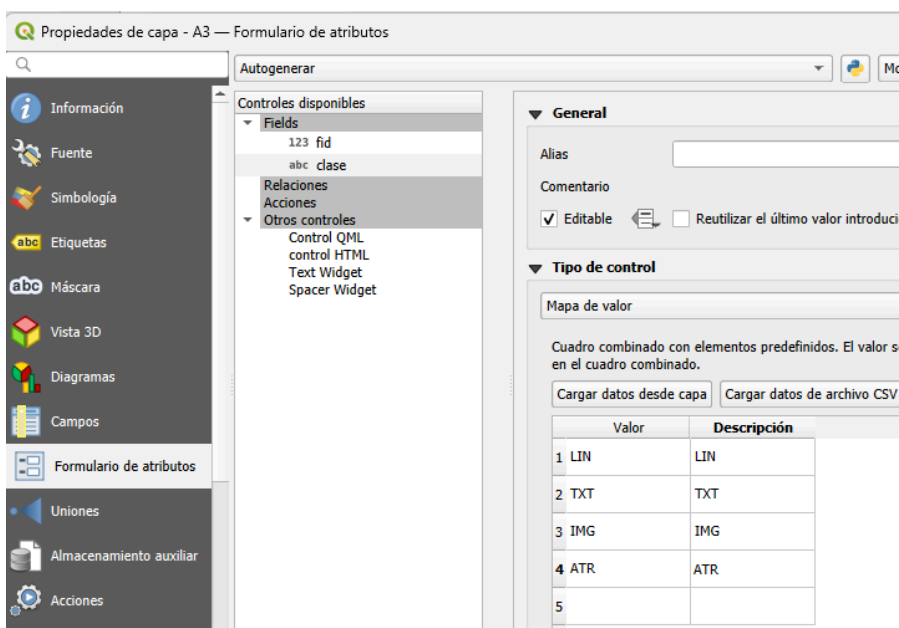 Propiedades de capa - A3 — Formulario de atributos
Autogenerar
Información
Fuente
Simbología
abc Etiquetas
abc Máscara
Vista 3D
Diagramas
Campos
Formulario de atributos
Uniones
Almacenamiento auxiliar
Acciones
Controles disponibles
Fields
123 fid
abc clase
Relaciones
Acciones
Otros controles
Control QML
control HTML
Text Widget
Spacer Widget
General
Alias
Comentario
Editable
Reutilizar el último valor introduci
Tipo de control
Mapa de valor
Cuadro combinado con elementos predefinidos. El valor s
en el cuadro combinado.
Cargar datos desde capa Cargar datos de archivo CSV
Valor Descripción
1 LIN LIN
2 TXT TXT
3 IMG IMG
4 ATR ATR
5